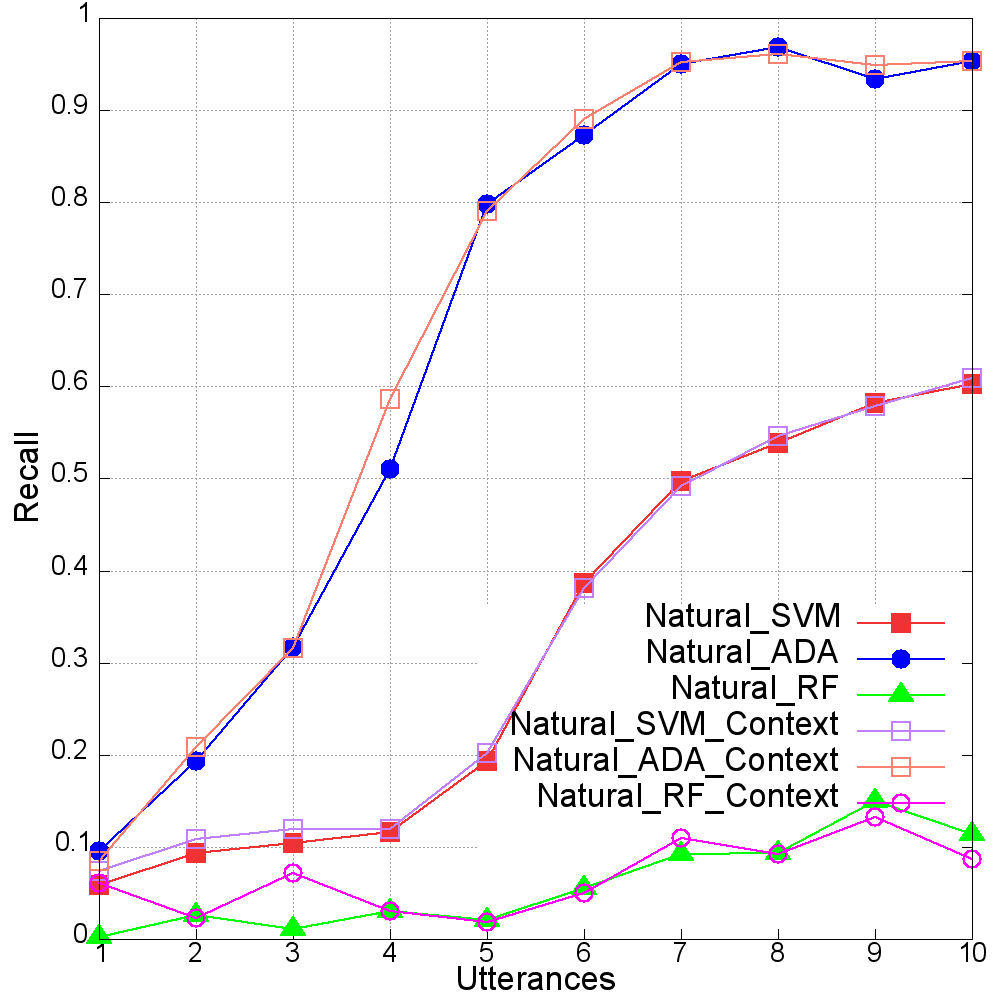 1
0.9
0.8
0.7
0.6
0.5
0.4
0.3
0.2
0.1
0
Recall
Natural_SVM
Natural_ADA
Natural_RF
Natural_SVM_Context
Natural_ADA_Context
Natural_RF_Context
1 2 3 4 5 6 7 8 9 10
Utterances